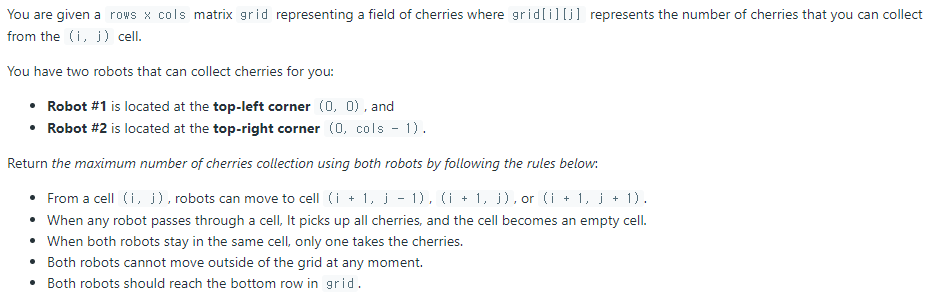 You are given a rows x cols matrix grid representing a field of cherries where grid[i][j] represents the number of cherries that you can collect
from the (i, j) cell.
You have two robots that can collect cherries for you:
• Robot #1 is located at the top-left corner (0, 0), and
• Robot #2 is located at the top-right corner (0, cols - 1).
Return the maximum number of cherries collection using both robots by following the rules below:
• From a cell (i, j), robots can move to cell (i + 1, j - 1), (i + 1, j), or (i + 1, j + 1).
• When any robot passes through a cell, It picks up all cherries, and the cell becomes an empty cell.
• When both robots stay in the same cell, only one takes the cherries.
• Both robots cannot move outside of the grid at any moment.
• Both robots should reach the bottom row in grid.